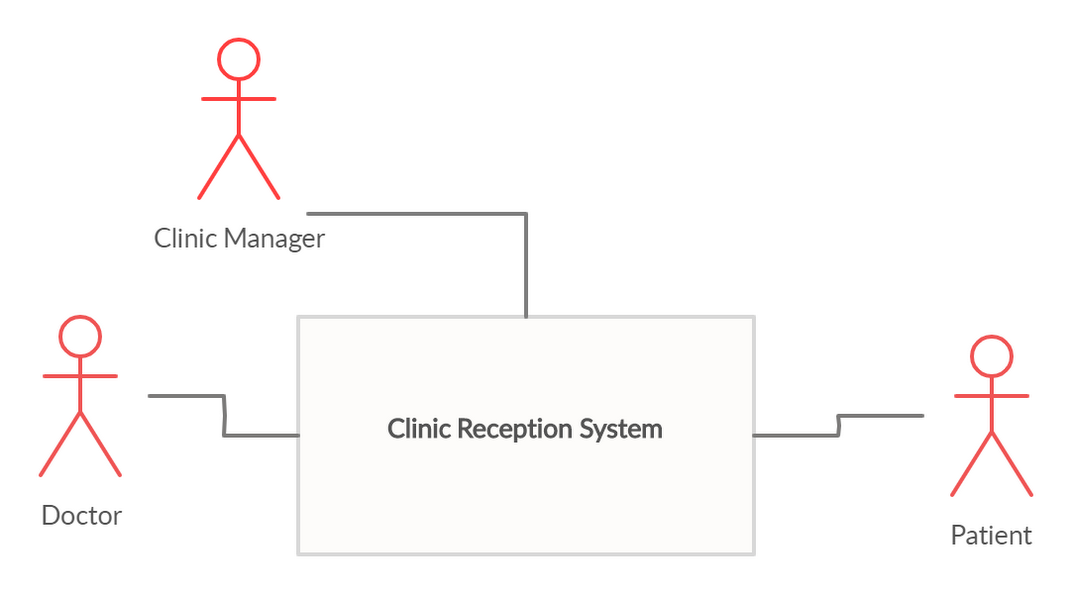 Clinic Manager
Doctor
Clinic Reception System
Patient